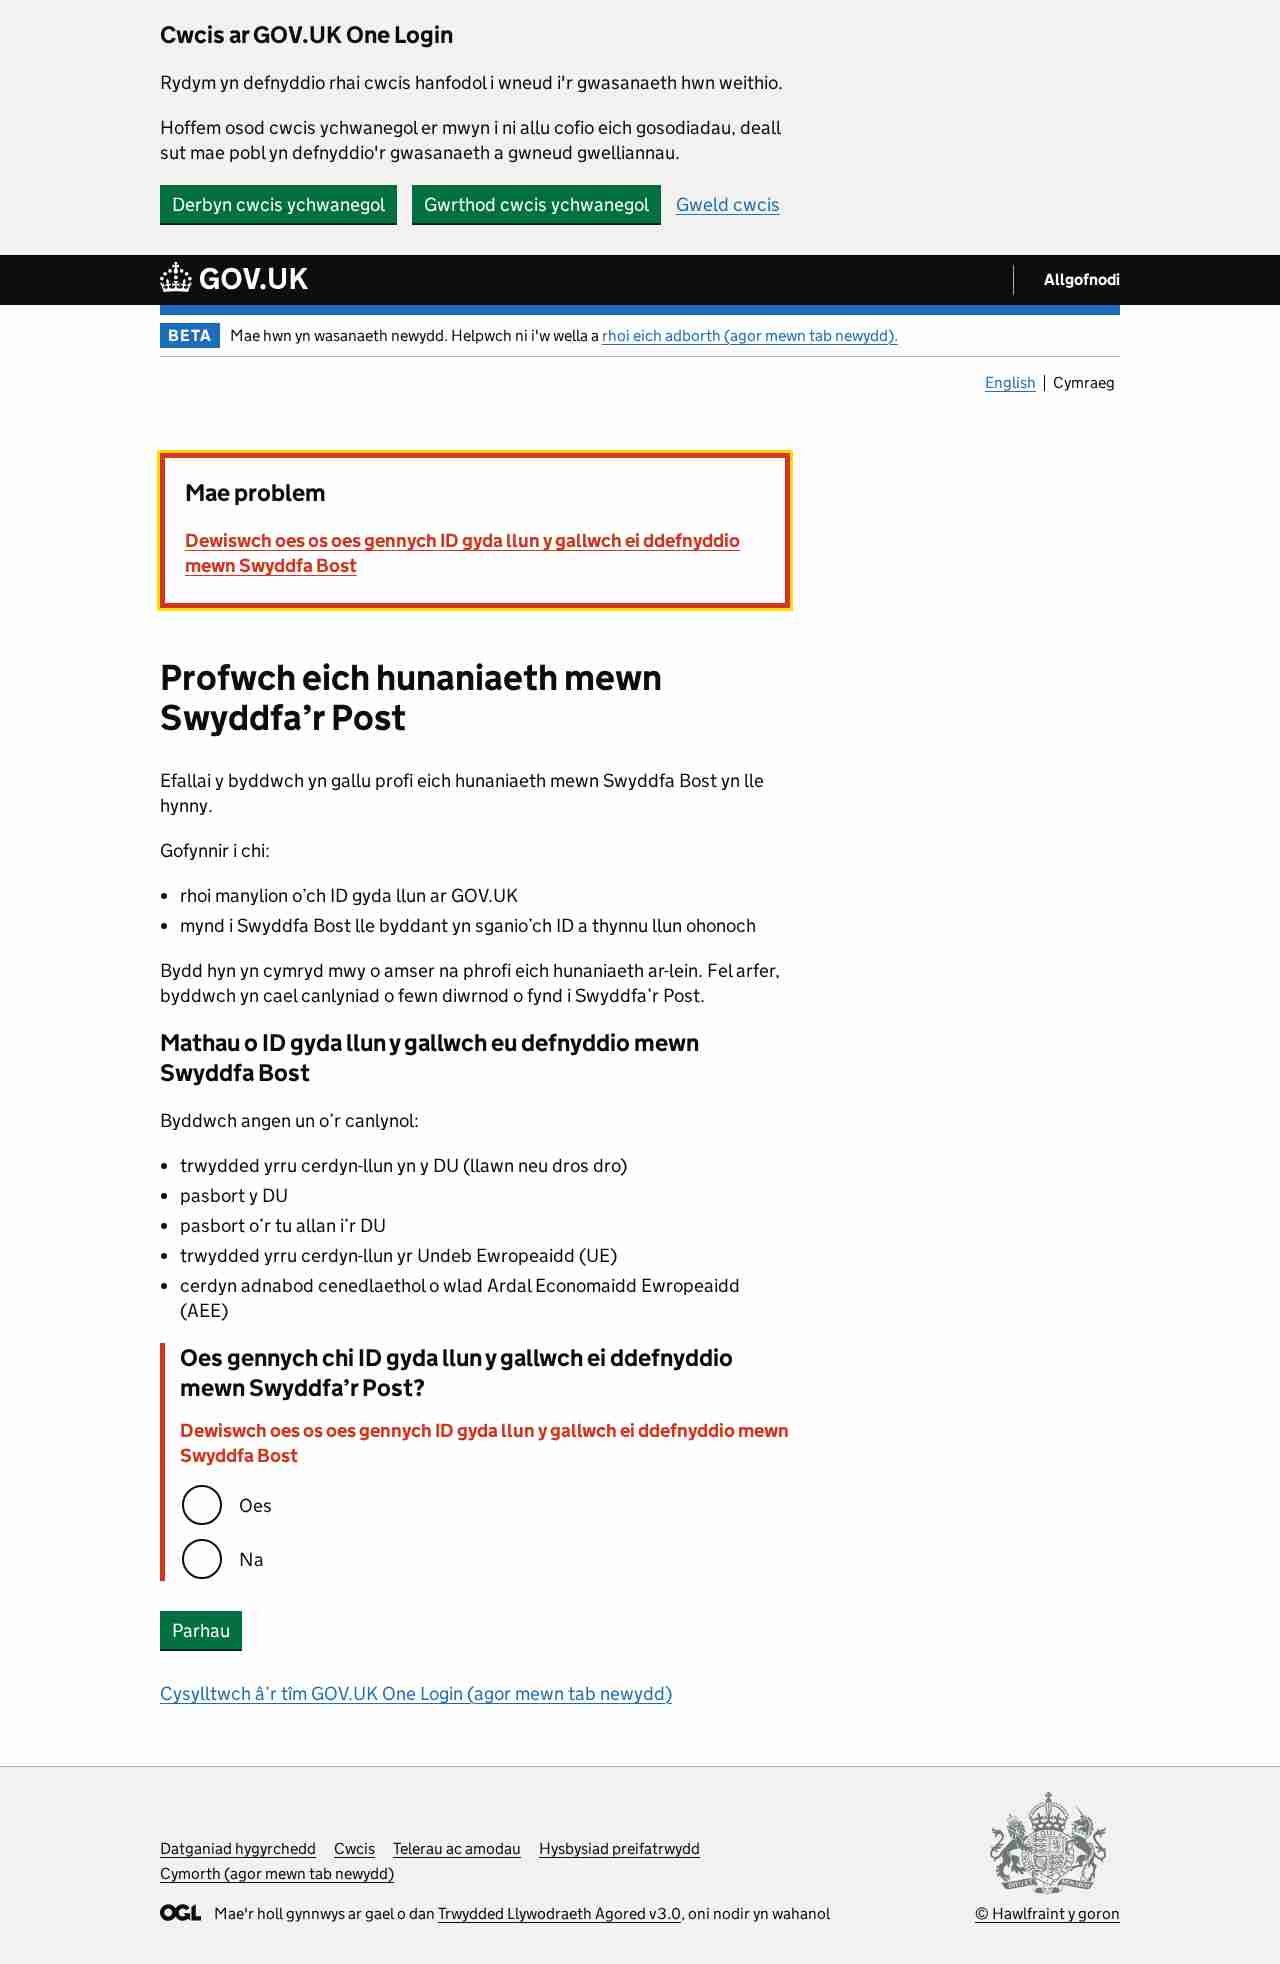 Cwcis ar GOV.UK One Login
Rydym yn defnyddio rhai cwcis hanfodol i wneud i'r gwasanaeth hwn weithio.
Hoffem osod cwcis ychwanegol er mwyn i ni allu cofio eich gosodiadau, deall
sut mae pobl yn defnyddio'r gwasanaeth a gwneud gwelliannau.
Derbyn cwcis ychwanegol Gwrthod cwcis ychwanegol Gweld cwcis
GOV.UK Allgofnodi
BETA Mae hwn yn wasanaeth newydd. Helpwch ni i'w wella a rhoi eich adborth (agor mewn tab newydd).
English Cymraeg
Mae problem
Dewiswch oes os oes gennych ID gyda llun y gallwch ei ddefnyddio
mewn Swyddfa Bost
Profwch eich hunaniaeth mewn
Swyddfa’r Post
Efallai y byddwch yn gallu profi eich hunaniaeth mewn Swyddfa Bost yn lle
hynny.
Gofynnir i chi:
• rhoi manylion o’ch ID gyda llun ar GOV.UK
• mynd i Swyddfa Bost lle byddant yn sganio’ch ID a thynnu llun ohonoch
Bydd hyn yn cymryd mwy o amser na phrofi eich hunaniaeth ar-lein. Fel arfer,
byddwch yn cael canlyniad o fewn diwrnod o fynd i Swyddfa’r Post.
Mathau o ID gyda llun y gallwch eu defnyddio mewn
Swyddfa Bost
Byddwch angen un o’r canlynol:
• trwydded yrru cerdyn-llun yn y DU (llawn neu dros dro)
• pasbort y DU
• pasbort o’r tu allan i’r DU
• trwydded yrru cerdyn-llun yr Undeb Ewropeaidd (UE)
• cerdyn adnabod cenedlaethol o wlad Ardal Economaidd Ewropeaidd
(AEE)
Oes gennych chi ID gyda llun y gallwch ei ddefnyddio
mewn Swyddfa’r Post?
Dewiswch oes os oes gennych ID gyda llun y gallwch ei ddefnyddio mewn
Swyddfa Bost
Oes
Na
Parhau
Cysylltwch â’r tîm GOV.UK One Login (agor mewn tab newydd)
Datganiad hygyrchedd Cwcis Telerau ac amodau Hysbysiad preifatrwydd
Cymorth (agor mewn tab newydd)
OGL Mae'r holl gynnwys ar gael o dan Trwydded Llywodraeth Agored v3.0, oni nodir yn wahanol
© Hawlfraint y goron